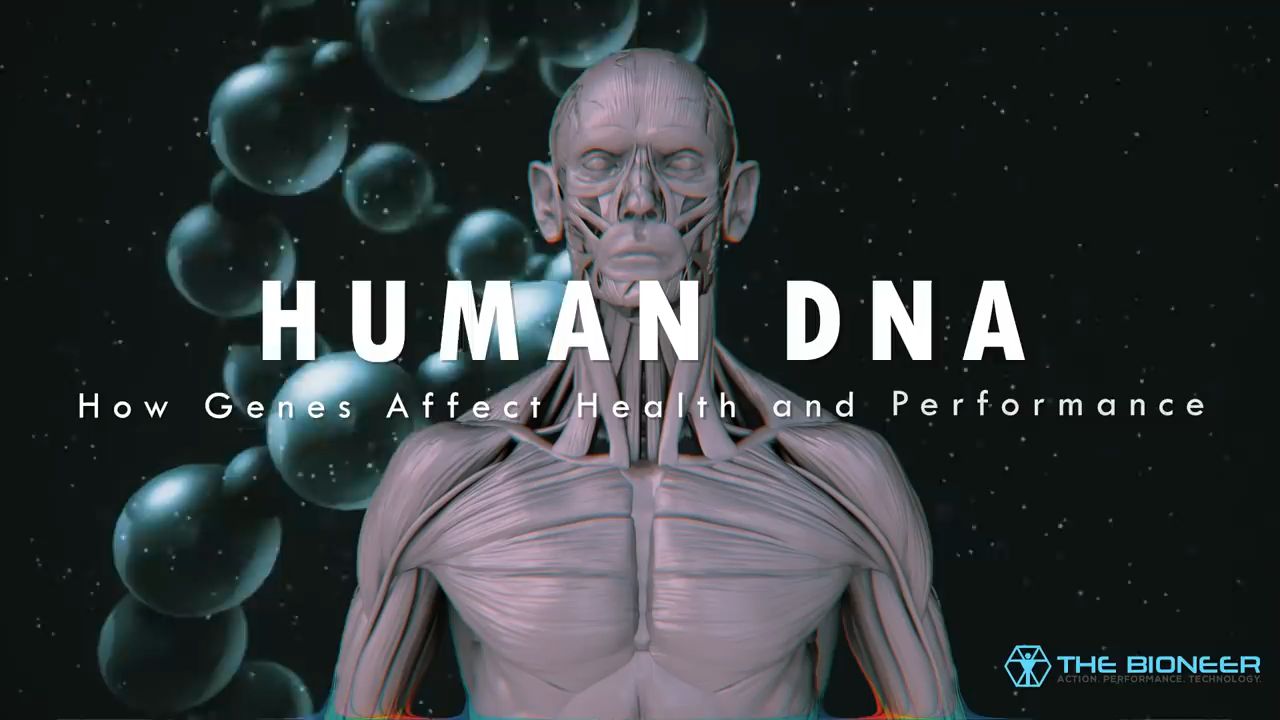 HUMAN DNA
How Genes Affect Health and Performance
THE BIONEER
ACTION. PERFORMANCE. TECHNOLOGY.